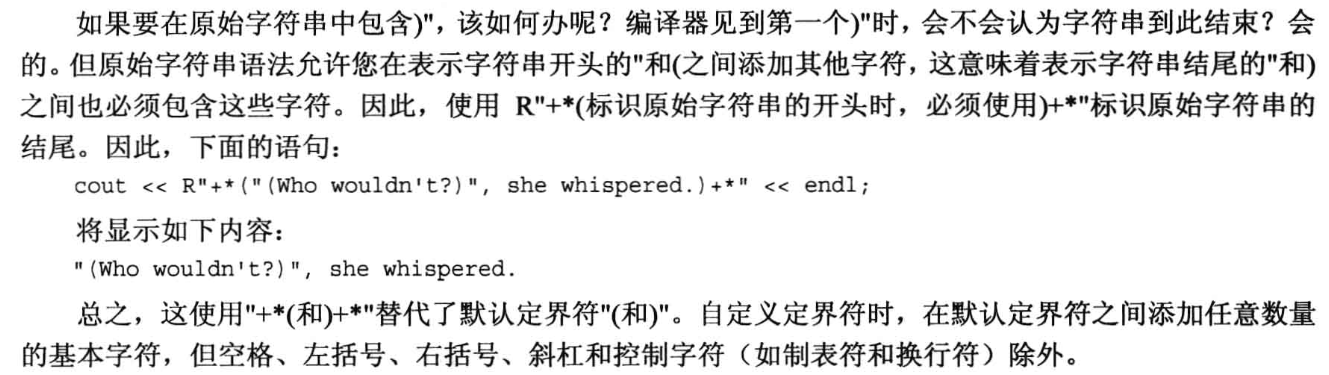 如果要在原始字符串中包含)"，该如何办呢？编译器见到第一个)"时，会不会认为字符串到此结束？会
的。但原始字符串语法允许您在表示字符串开头的"和(之间添加其他字符，这意味着表示字符串结尾的"和)
之间也必须包含这些字符。因此，使用 R"+*(标识原始字符串的开头时，必须使用)+*"标识原始字符串的
结尾。因此，下面的语句：
cout << R"+*("(Who wouldn't?)", she whispered.)+*" << endl;
将显示如下内容：
"(Who wouldn't?)", she whispered.
总之，这使用"+*(和)+*"替代了默认定界符"(和)"。自定义定界符时，在默认定界符之间添加任意数量
的基本字符，但空格、左括号、右括号、斜杠和控制字符（如制表符和换行符）除外。